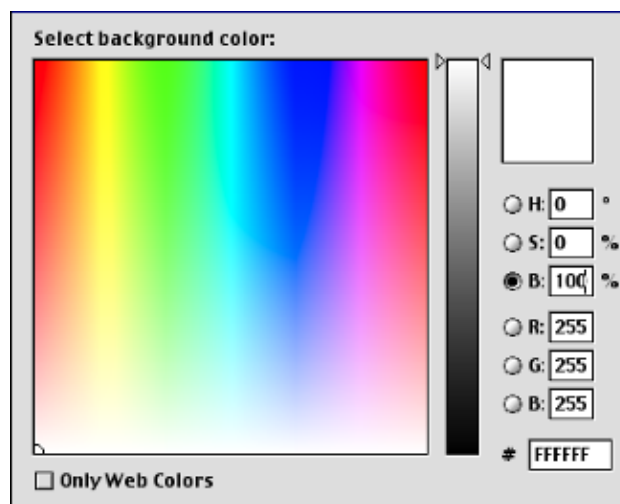 Select background color:
H: 0 °
S: 0 %
B: 100 %
R: 255
G: 255
B: 255
# FFFFFF
Only Web Colors